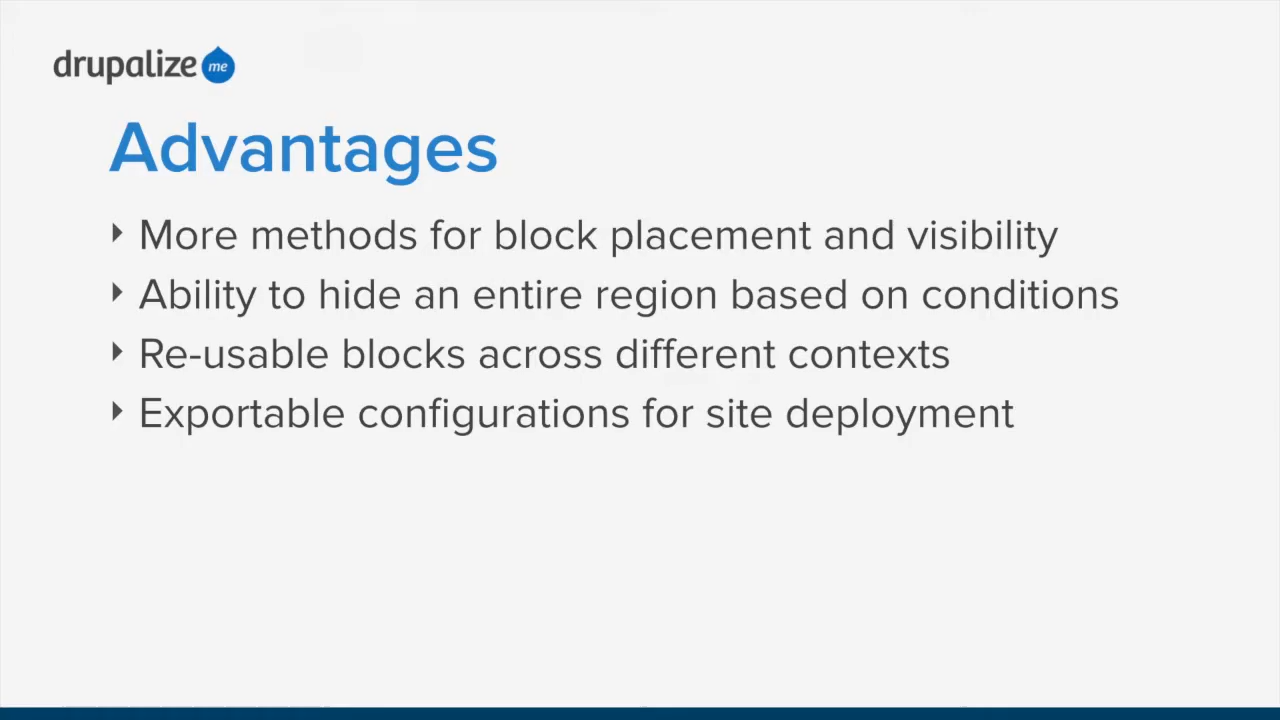 drupalize me
Advantages
More methods for block placement and visibility
Ability to hide an entire region based on conditions
Re-usable blocks across different contexts
Exportable configurations for site deployment